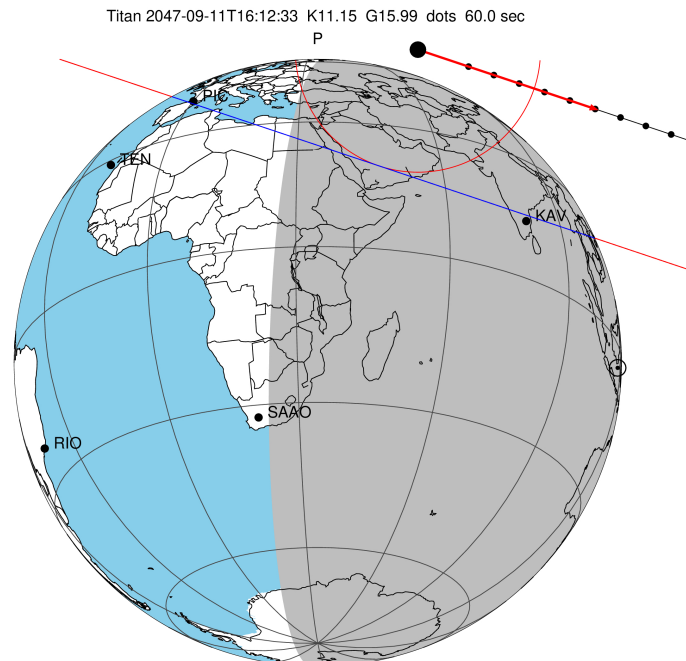 Titan 2047-09-11T16:12:33 K11.15 G15.99 dots 60.0 sec
P
PIC
TEN
KAV
SAAO
RIO